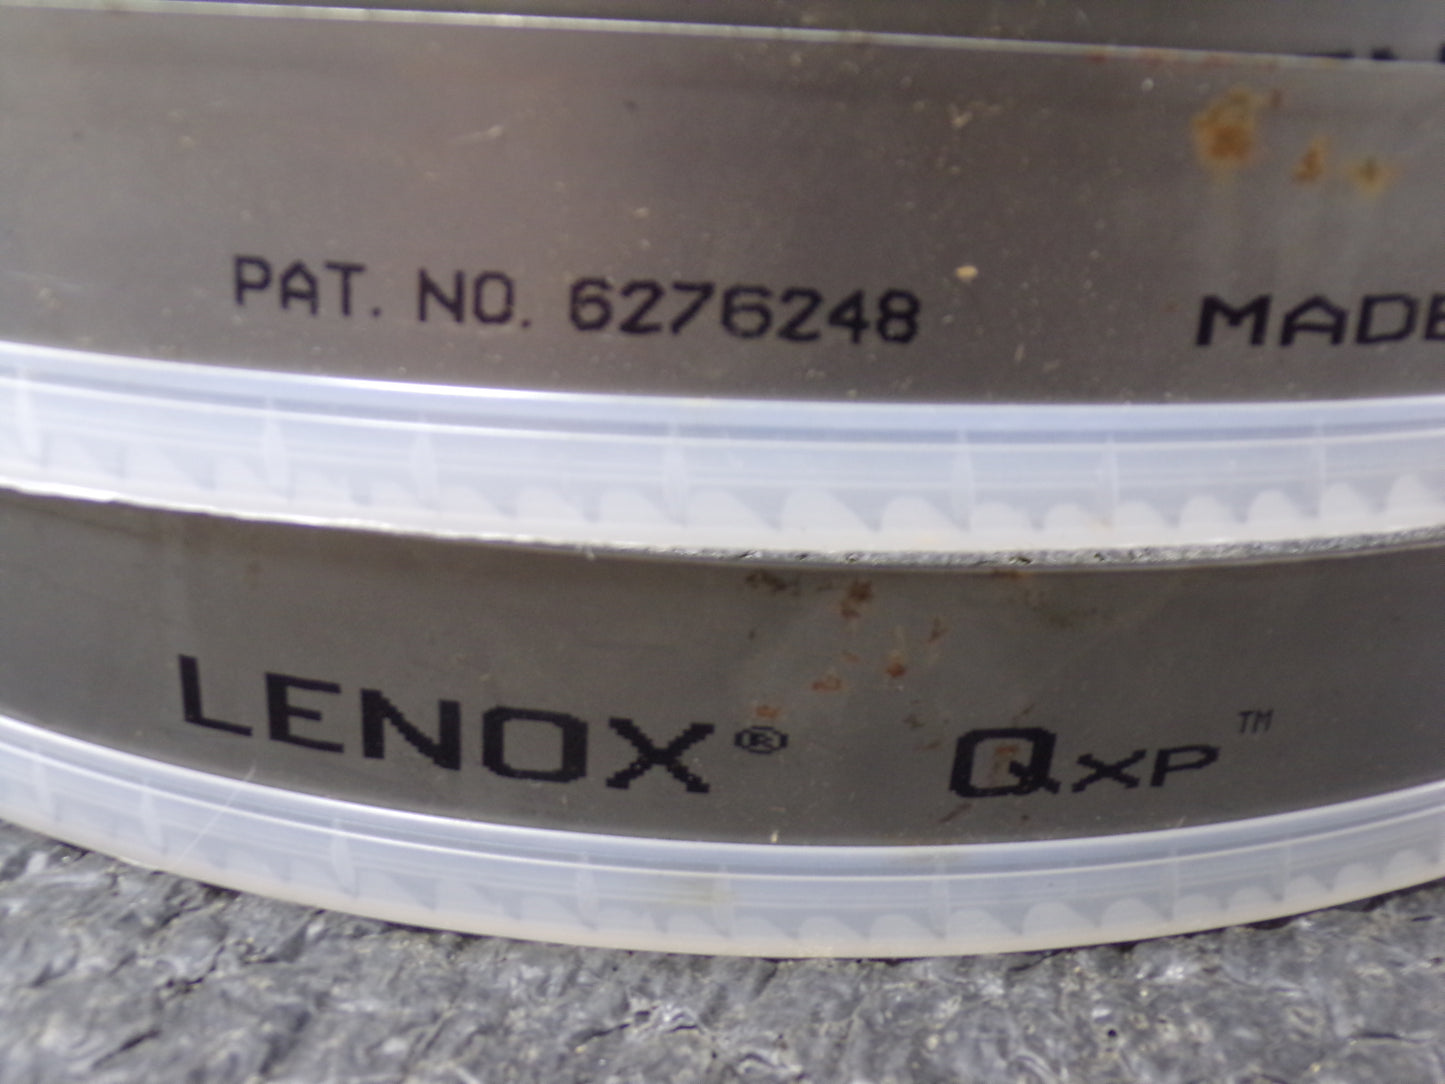 PAT. NO. 6276248 MADE
LENOX® QXP™